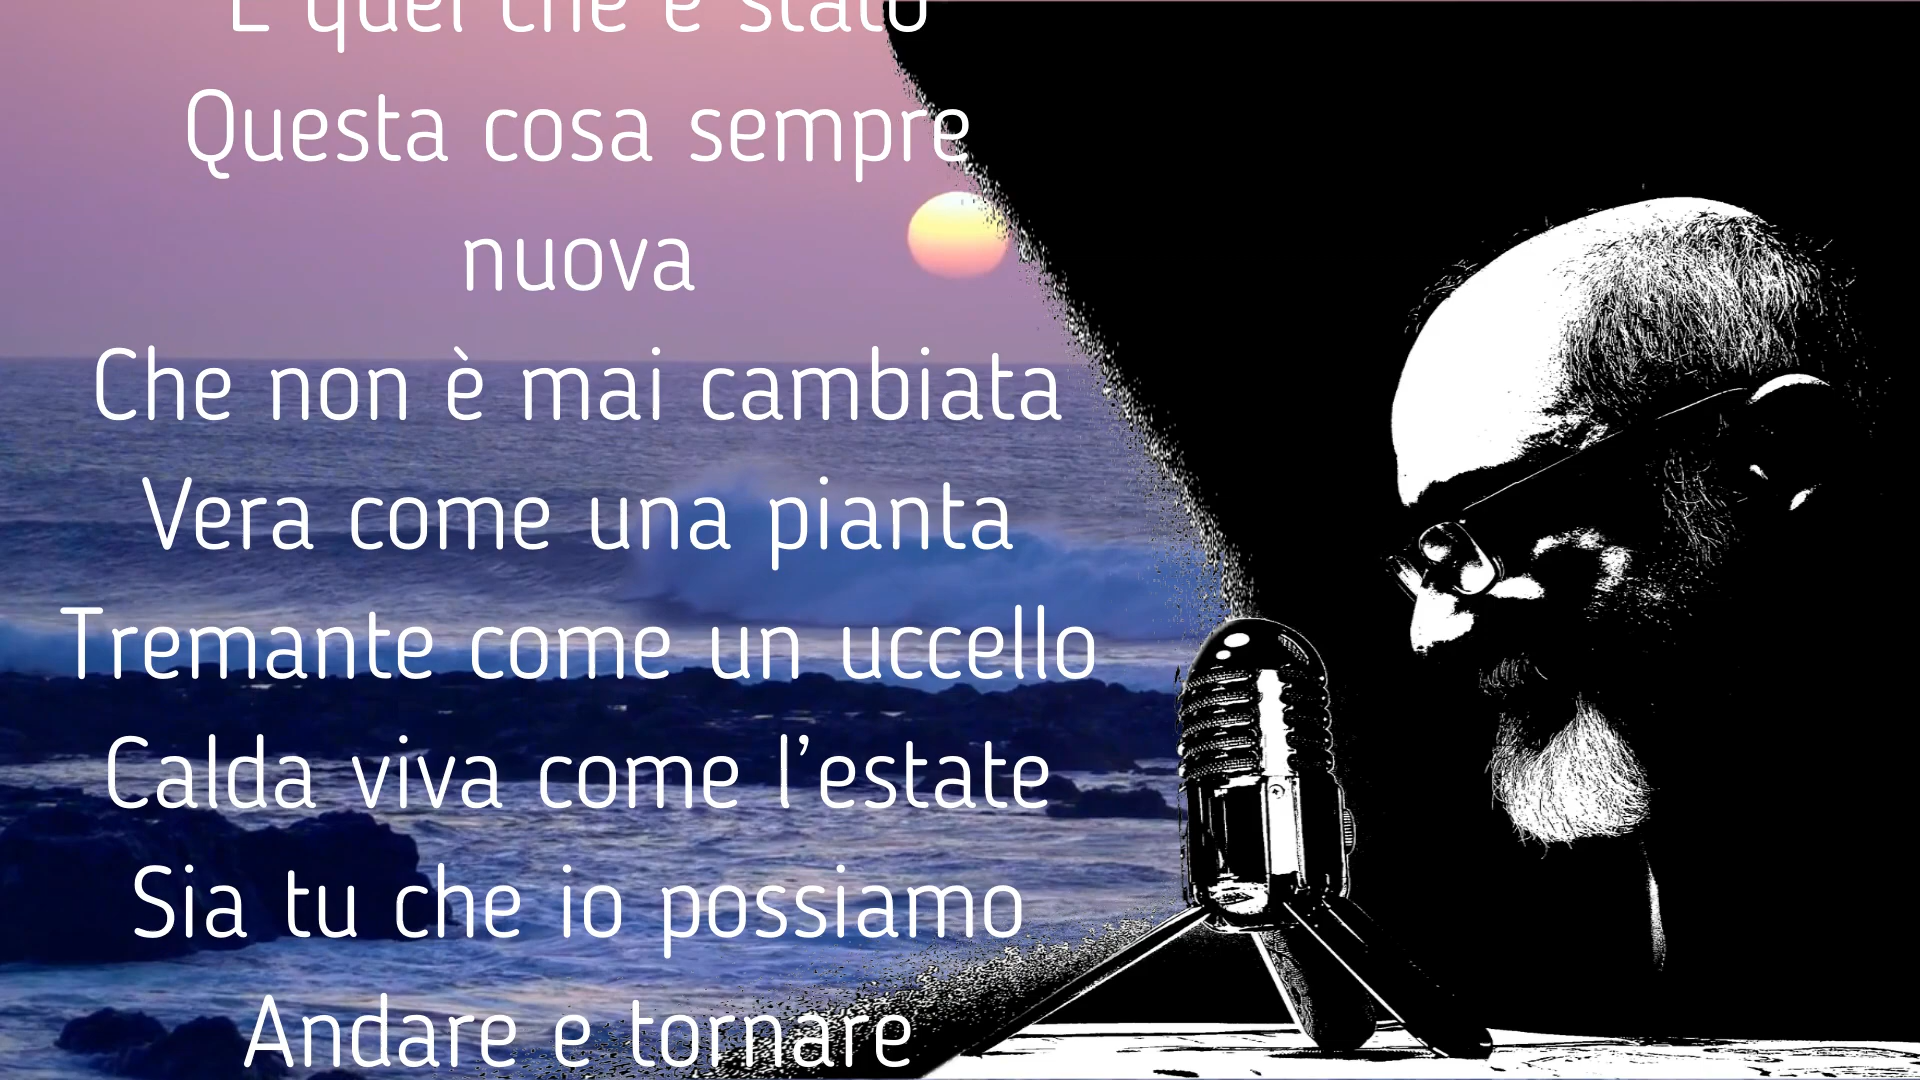 E quel che è stato
Questa cosa sempre
nuova
Che non è mai cambiata
Vera come una pianta
Tremante come un uccello
Calda viva come l’estate
Sia tu che io possiamo
Andare e tornare